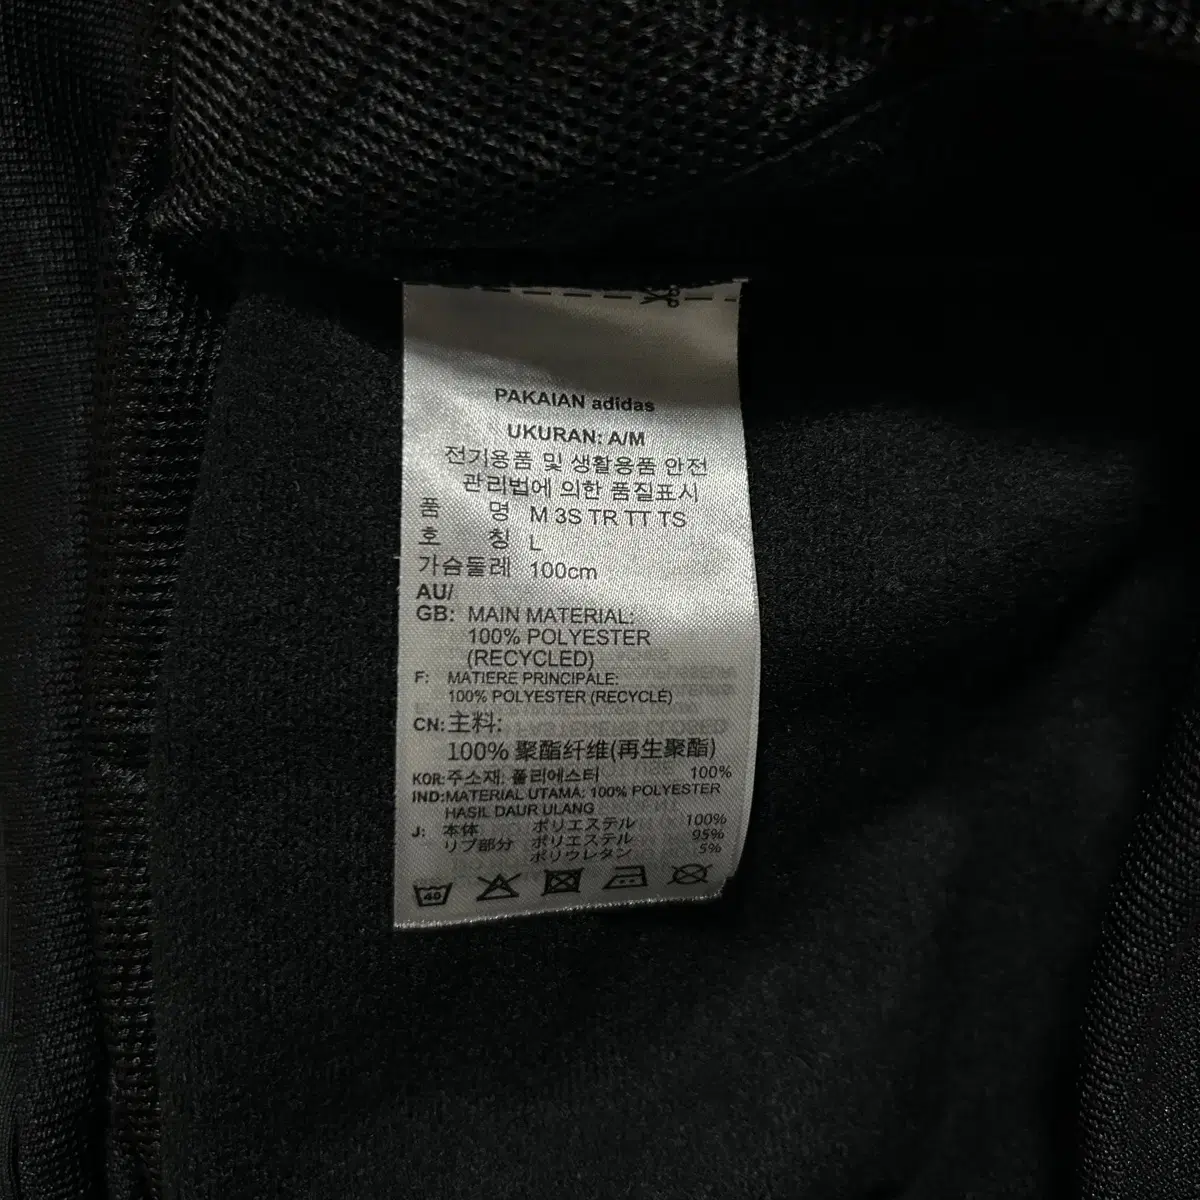 PAKAIAN adidas
UKURAN: A/M
전기용품 및 생활용품 안전
관리법에 의한 품질표시
품 명 M 3S TR TT TS
호 칭 L
가슴둘레 100cm
AU/
GB: MAIN MATERIAL:
100% POLYESTER
(RECYCLED)
F: MATIERE PRINCIPALE:
100% POLYESTER (RECYCLÉ)
CN: 主料:
100% 聚酯纤维(再生聚酯)
KOR: 주소재: 폴리에스터 100%
IND: MATERIAL UTAMA: 100% POLYESTER
HASIL DAUR ULANG
J: 本体 ポリエステル 100%
リブ部分 ポリエステル 95%
ポリウレタン 5%
40